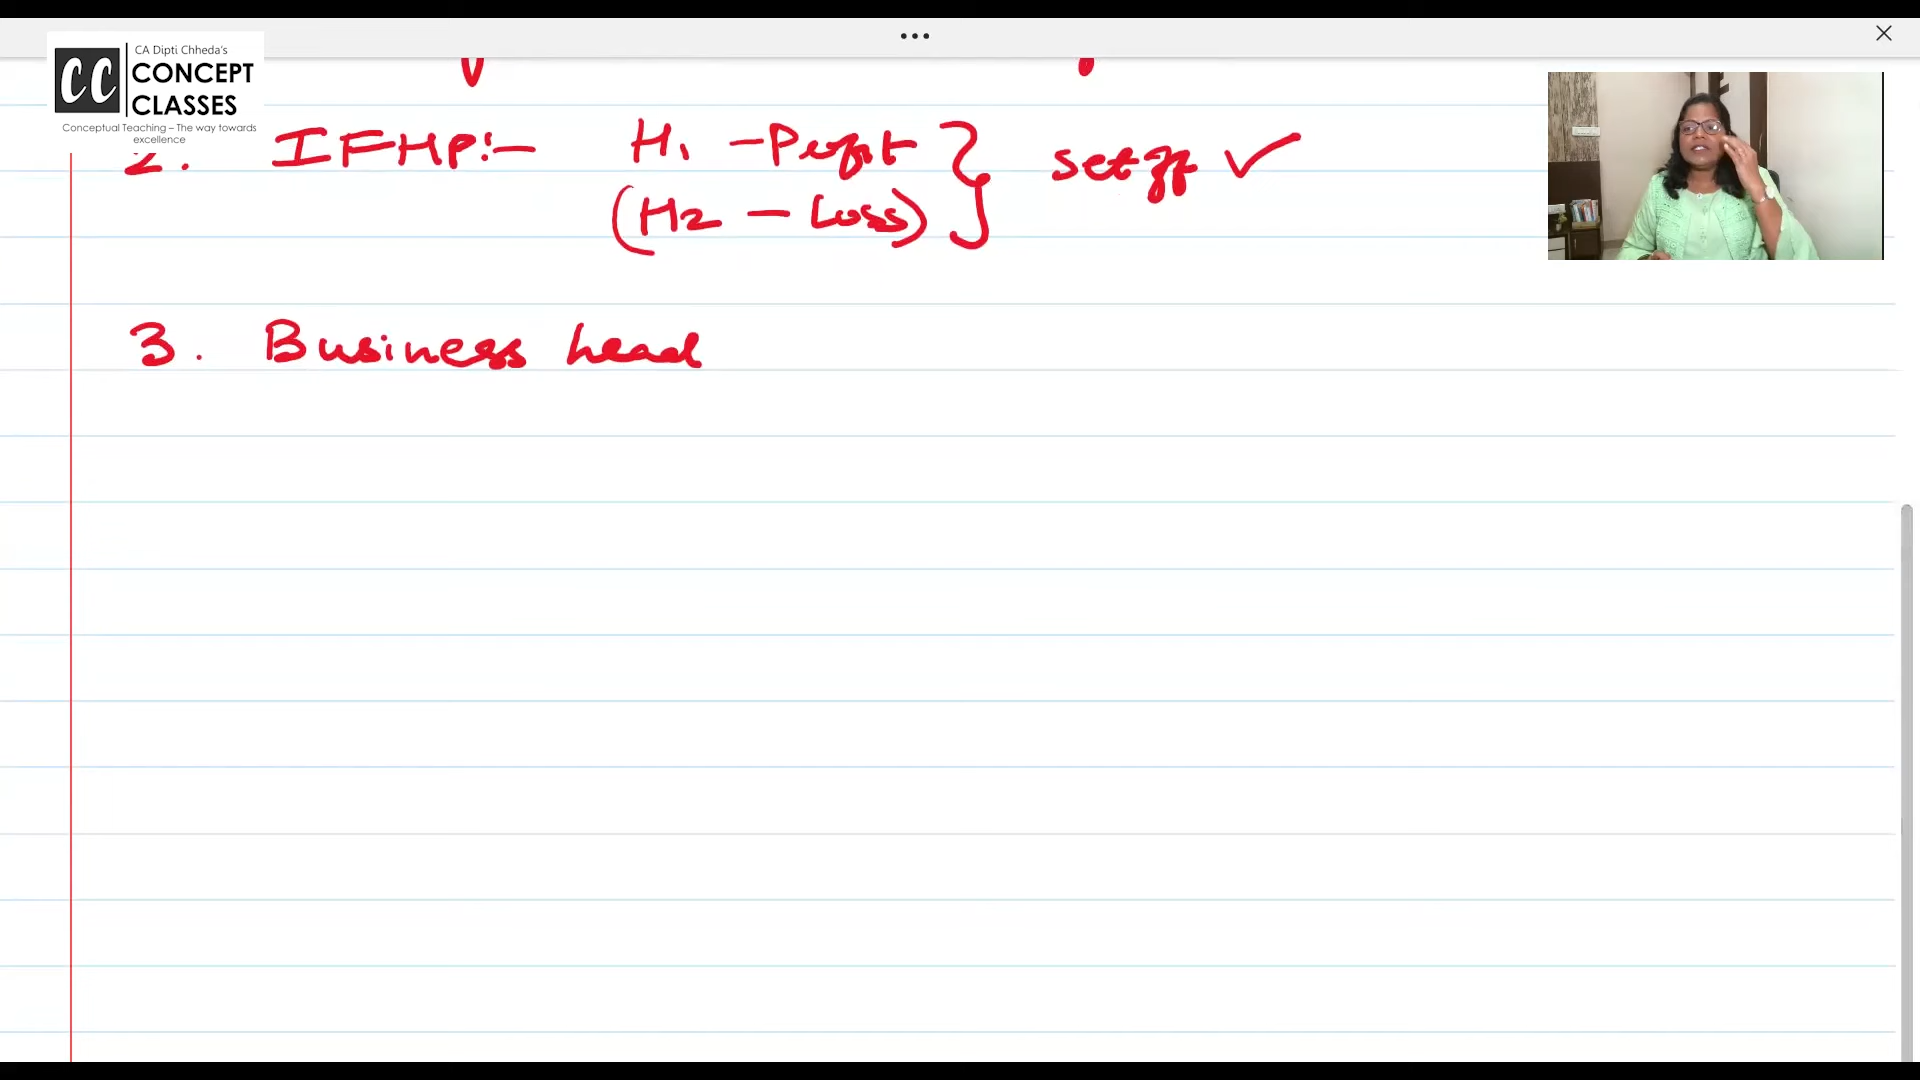 CC
CA Dipti Chheda's
CONCEPT
CLASSES
Conceptual Teaching – The way towards
excellence
2. IFHP:- H1 - Profit
(H2 - Loss)
setoff ✓
3. Business head